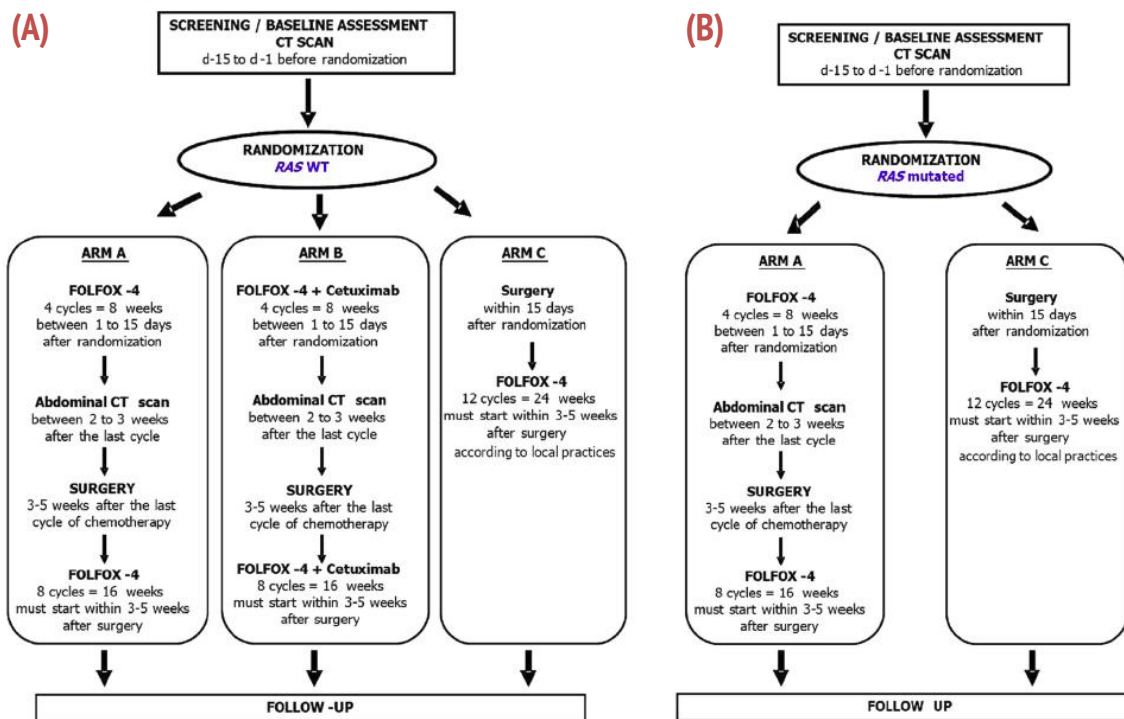 (A)
SCREENING / BASELINE ASSESSMENT
CT SCAN
d-15 to d -1 before randomization
RANDOMIZATION
RAS WT
ARM A
FOLFOX -4
4 cycles = 8 weeks
between 1 to 15 days
after randomization
Abdominal CT scan
between 2 to 3 weeks
after the last cycle
SURGERY
3-5 weeks after the last
cycle of chemotherapy
FOLFOX -4
8 cycles = 16 weeks
must start within 3-5 weeks
after surgery
ARM B
FOLFOX -4 + Cetuximab
4 cycles = 8 weeks
between 1 to 15 days
after randomization
Abdominal CT scan
between 2 to 3 weeks
after the last cycle
SURGERY
3-5 weeks after the last
cycle of chemotherapy
FOLFOX -4 + Cetuximab
8 cycles = 16 weeks
must start within 3-5 weeks
after surgery
ARM C
Surgery
within 15 days
after randomization
FOLFOX -4
12 cycles = 24 weeks
must start within 3-5 weeks
after surgery
according to local practices
FOLLOW -UP
(B)
SCREENING / BASELINE ASSESSMENT
CT SCAN
d-15 to d -1 before randomization
RANDOMIZATION
RAS mutated
ARM A
FOLFOX -4
4 cycles = 8 weeks
between 1 to 15 days
after randomization
Abdominal CT scan
between 2 to 3 weeks
after the last cycle
SURGERY
3-5 weeks after the last
cycle of chemotherapy
FOLFOX -4
8 cycles = 16 weeks
must start within 3-5 weeks
after surgery
ARM C
Surgery
within 15 days
after randomization
FOLFOX -4
12 cycles = 24 weeks
must start within 3-5 weeks
after surgery
according to local practices
FOLLOW UP